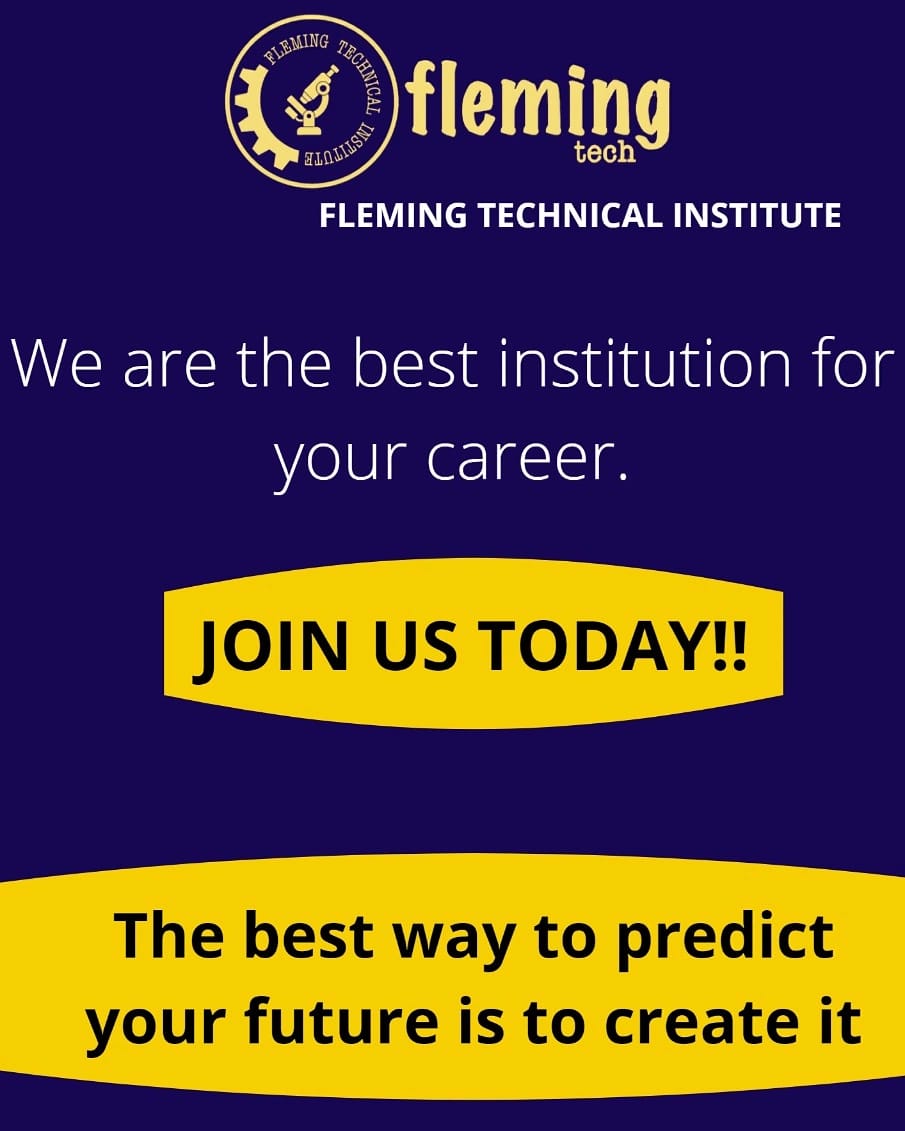 FLEMING TECHNICAL INSTITUTE
fleming
tech
FLEMING TECHNICAL INSTITUTE
We are the best institution for
your career.
JOIN US TODAY!!
The best way to predict
your future is to create it